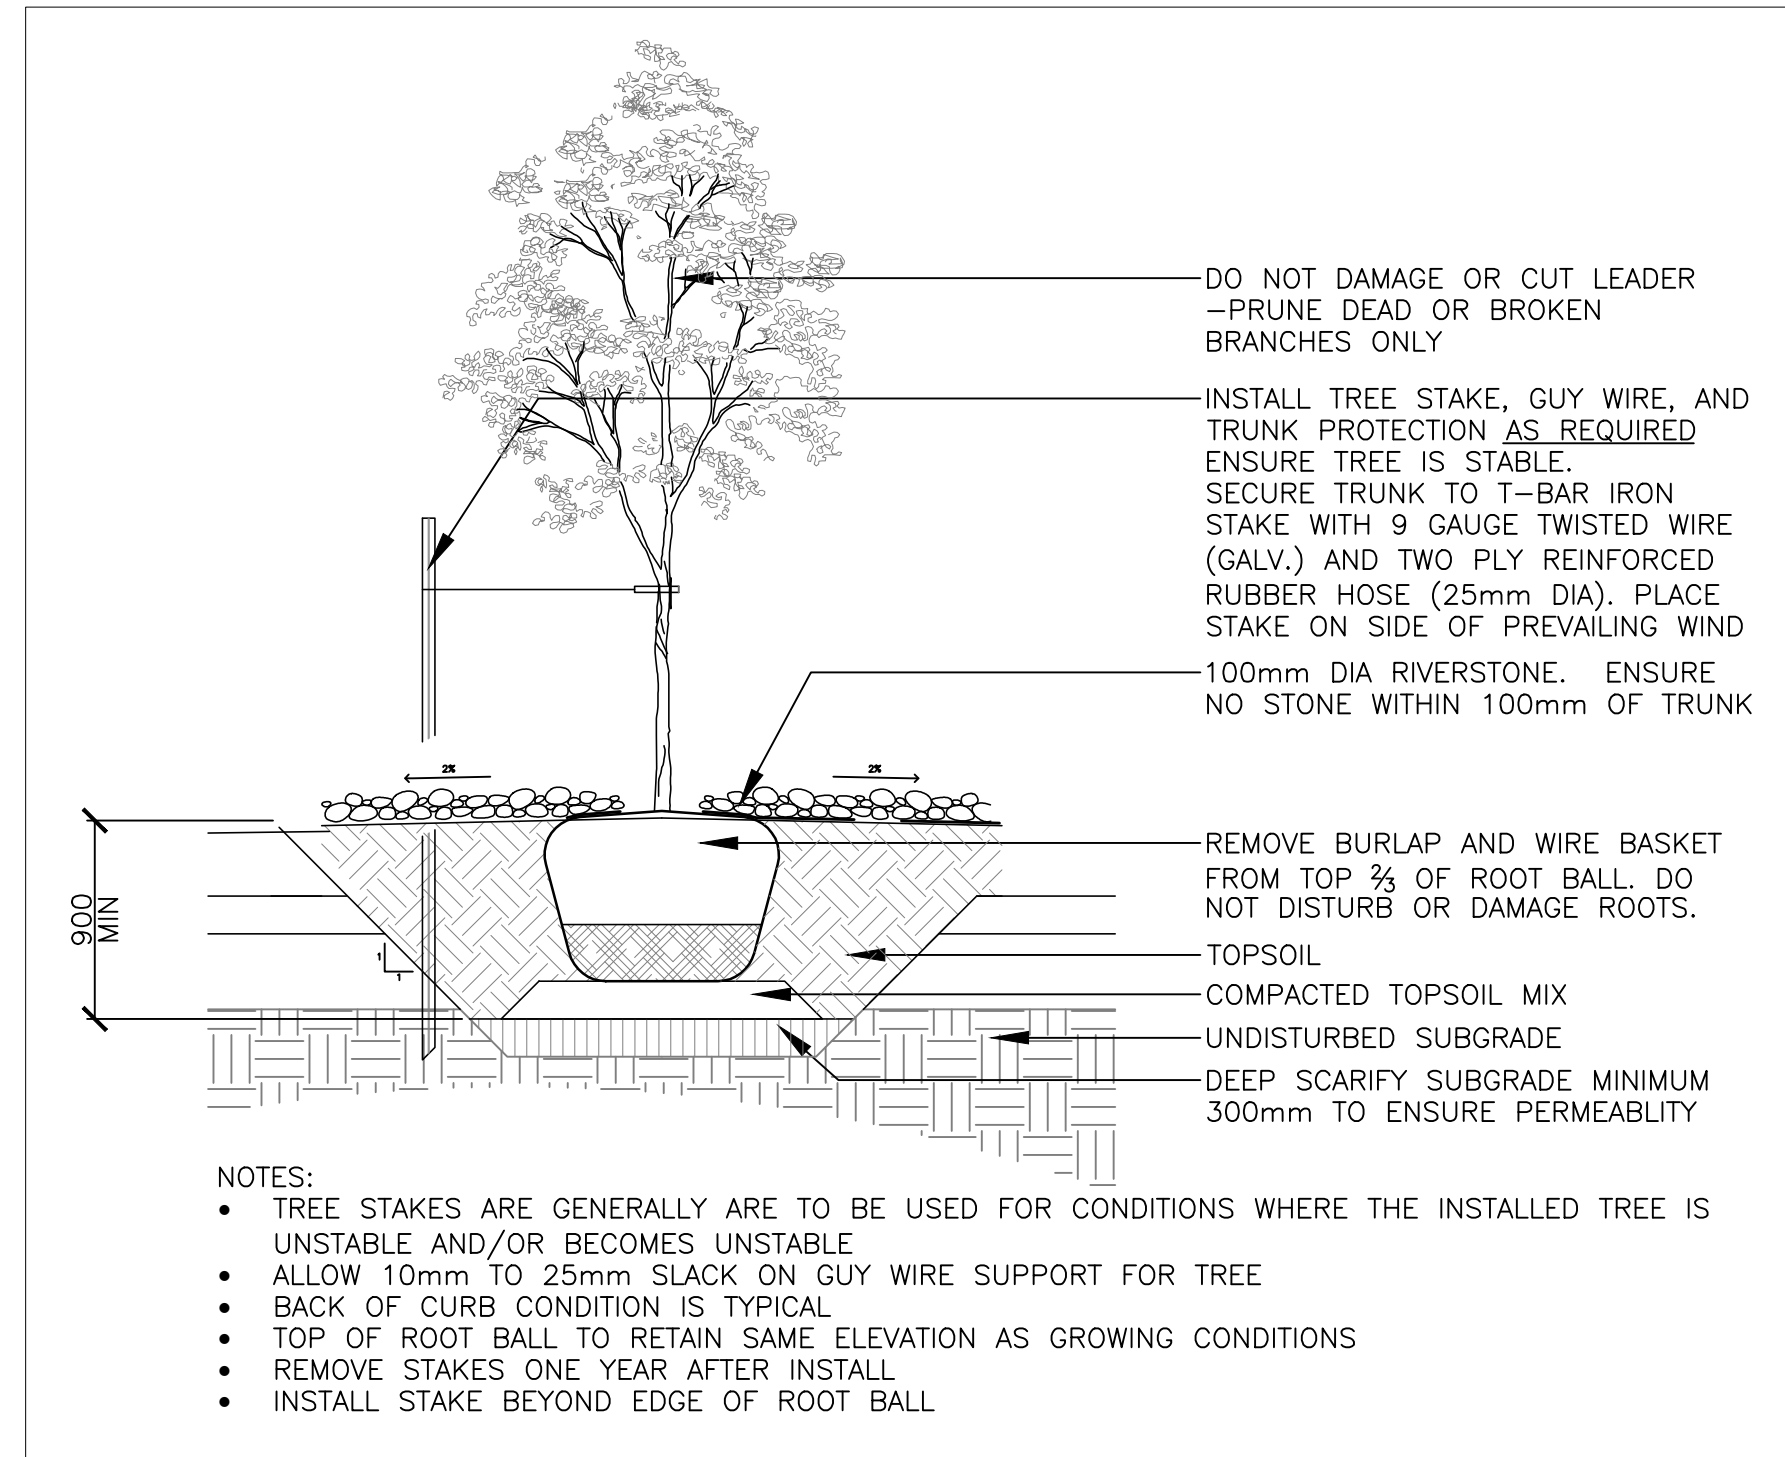 DO NOT DAMAGE OR CUT LEADER
-PRUNE DEAD OR BROKEN
BRANCHES ONLY
INSTALL TREE STAKE, GUY WIRE, AND
TRUNK PROTECTION AS REQUIRED
ENSURE TREE IS STABLE.
SECURE TRUNK TO T-BAR IRON
STAKE WITH 9 GAUGE TWISTED WIRE
(GALV.) AND TWO PLY REINFORCED
RUBBER HOSE (25mm DIA). PLACE
STAKE ON SIDE OF PREVAILING WIND
100mm DIA RIVERSTONE. ENSURE
NO STONE WITHIN 100mm OF TRUNK
2%
2%
900
MIN
1
1
REMOVE BURLAP AND WIRE BASKET
FROM TOP ⅔ OF ROOT BALL. DO
NOT DISTURB OR DAMAGE ROOTS.
TOPSOIL
COMPACTED TOPSOIL MIX
UNDISTURBED SUBGRADE
DEEP SCARIFY SUBGRADE MINIMUM
300mm TO ENSURE PERMEABLITY
NOTES:
• TREE STAKES ARE GENERALLY ARE TO BE USED FOR CONDITIONS WHERE THE INSTALLED TREE IS
UNSTABLE AND/OR BECOMES UNSTABLE
• ALLOW 10mm TO 25mm SLACK ON GUY WIRE SUPPORT FOR TREE
• BACK OF CURB CONDITION IS TYPICAL
• TOP OF ROOT BALL TO RETAIN SAME ELEVATION AS GROWING CONDITIONS
• REMOVE STAKES ONE YEAR AFTER INSTALL
• INSTALL STAKE BEYOND EDGE OF ROOT BALL